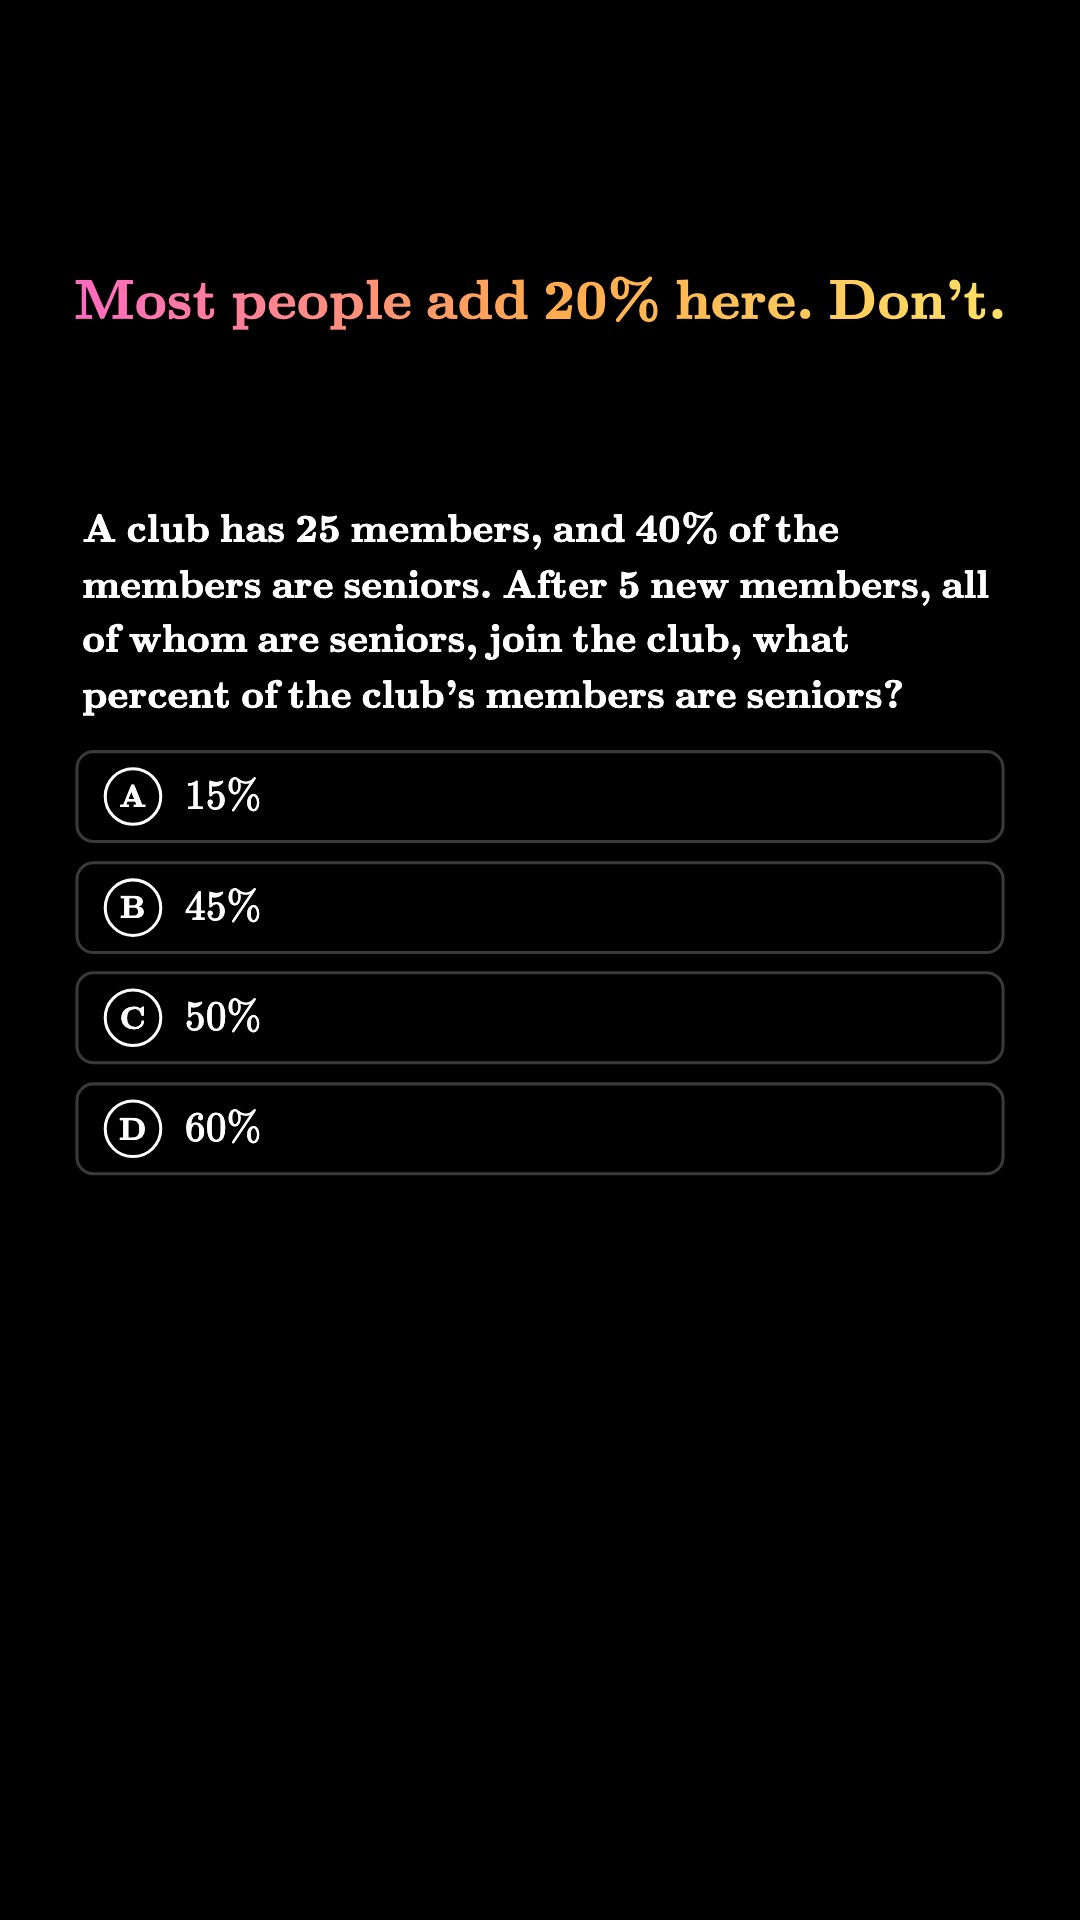 Most people add 20% here. Don’t.
A club has 25 members, and 40% of the
members are seniors. After 5 new members, all
of whom are seniors, join the club, what
percent of the club’s members are seniors?
A 15%
B 45%
C 50%
D 60%